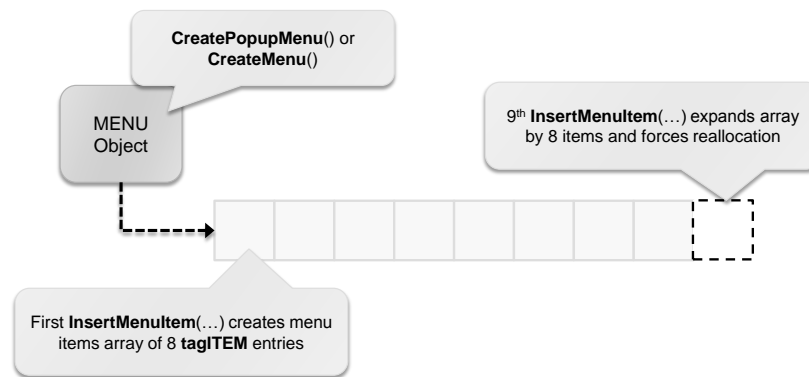 CreatePopupMenu() or
CreateMenu()
MENU
Object
9th InsertMenuItem(…) expands array
by 8 items and forces reallocation
First InsertMenuItem(…) creates menu
items array of 8 tagITEM entries